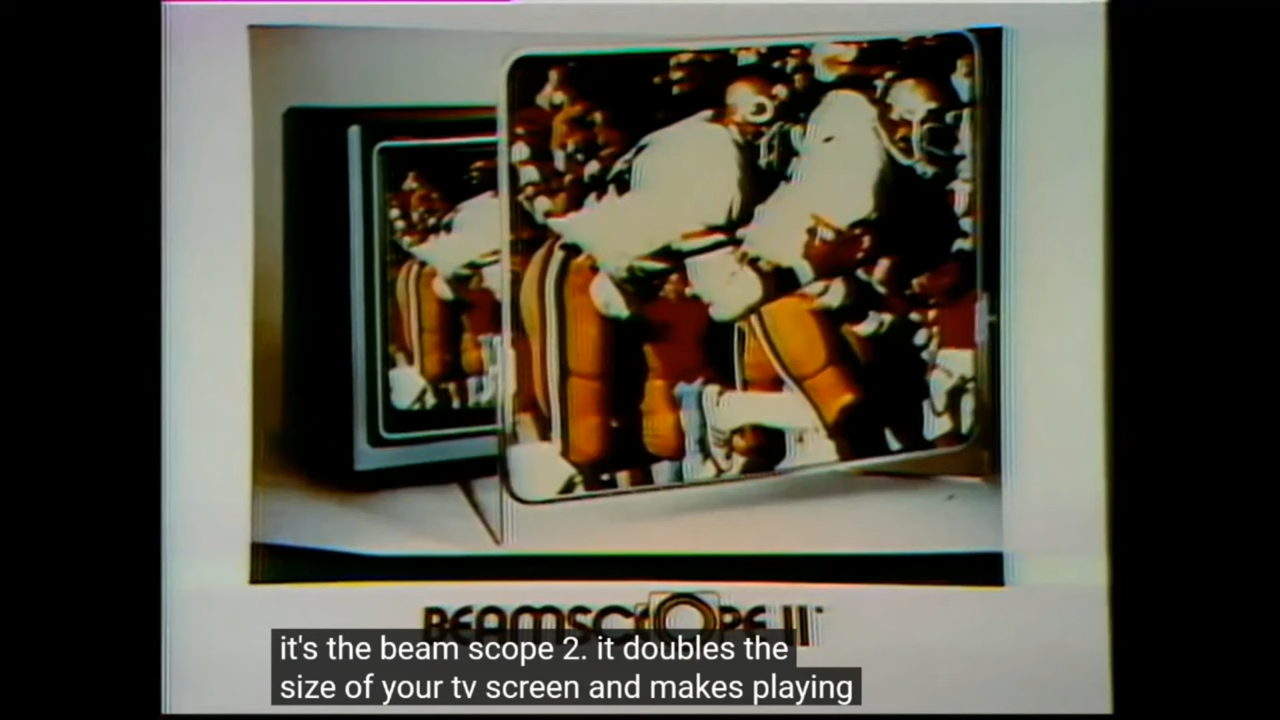 BEAMSCOPE II
it's the beam scope 2. it doubles the
size of your tv screen and makes playing